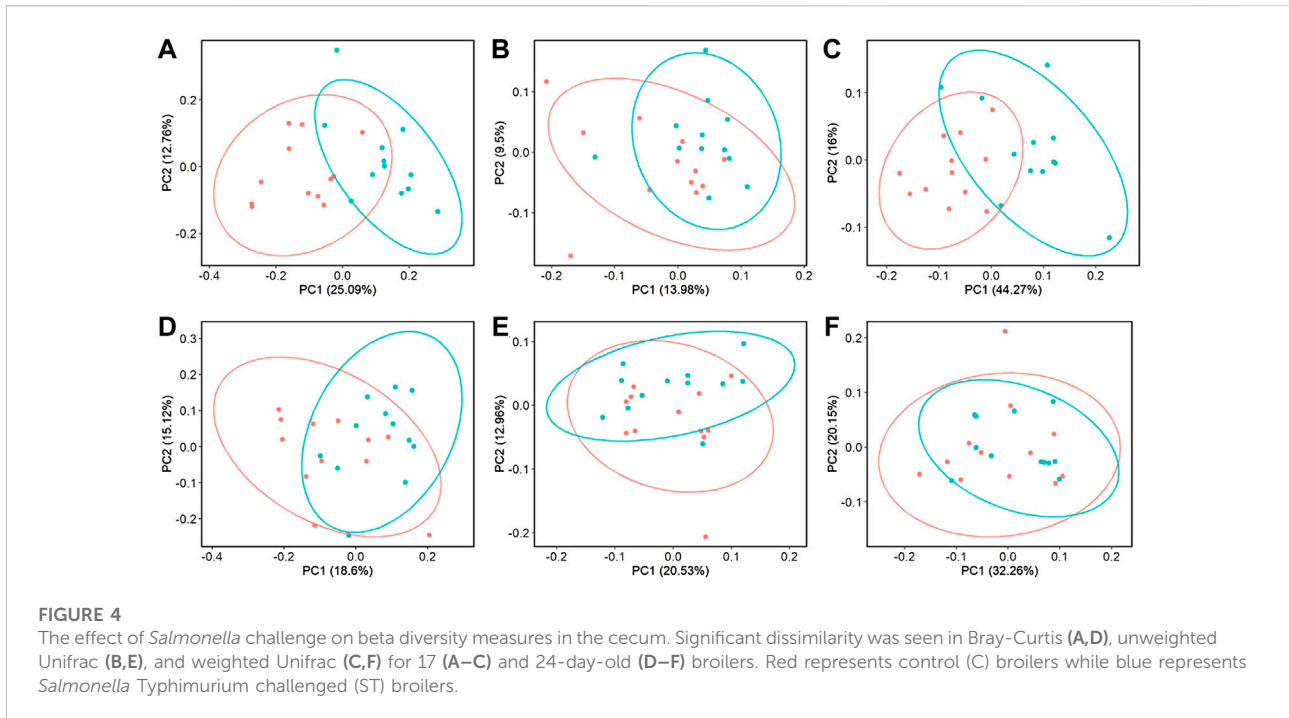 A
0.2
0.0
-0.2
PC2 (12.76%)
-0.4 -0.2 0.0 0.2
PC1 (25.09%)
B
0.1
0.0
-0.1
PC2 (9.5%)
-0.2 -0.1 0.0 0.1 0.2
PC1 (13.98%)
C
0.1
0.0
-0.1
PC2 (16%)
-0.2 -0.1 0.0 0.1 0.2
PC1 (44.27%)
D
0.3
0.2
0.1
0.0
-0.1
-0.2
PC2 (15.12%)
-0.4 -0.2 0.0 0.2
PC1 (18.6%)
E
0.1
0.0
-0.1
-0.2
PC2 (12.96%)
-0.2 -0.1 0.0 0.1 0.2
PC1 (20.53%)
F
0.2
0.1
0.0
-0.1
PC2 (20.15%)
-0.2 -0.1 0.0 0.1 0.2
PC1 (32.26%)
FIGURE 4
The effect of Salmonella challenge on beta diversity measures in the cecum. Significant dissimilarity was seen in Bray-Curtis (A,D), unweighted
Unifrac (B,E), and weighted Unifrac (C,F) for 17 (A–C) and 24-day-old (D–F) broilers. Red represents control (C) broilers while blue represents
Salmonella Typhimurium challenged (ST) broilers.